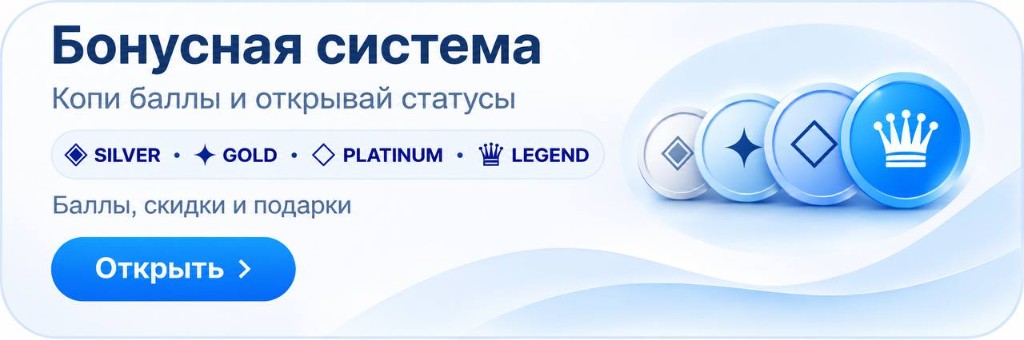 Бонусная система
Копи баллы и открывай статусы
SILVER • GOLD • PLATINUM • LEGEND
Баллы, скидки и подарки
Открыть >